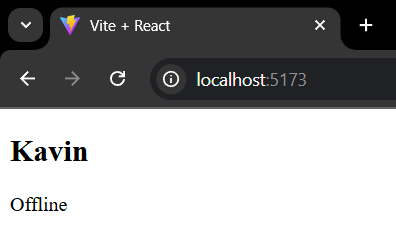 Vite + React
localhost:5173
Kavin
Offline